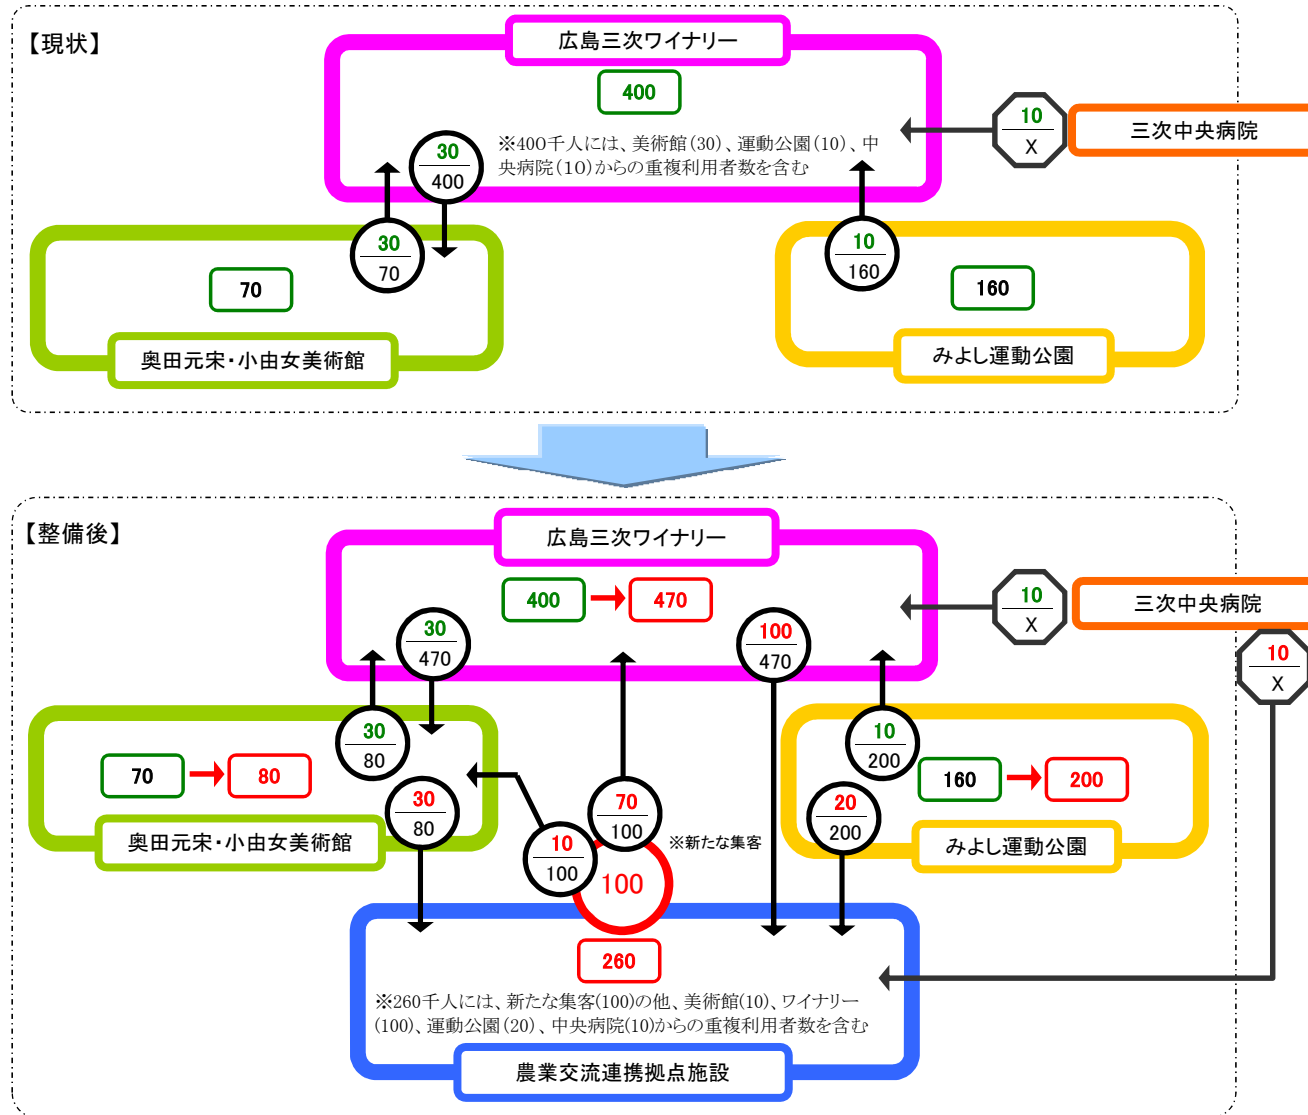 【現状】
広島三次ワイナリー
400
10
X
三次中央病院
※400千人には、美術館(30)、運動公園(10)、中
央病院(10)からの重複利用者数を含む
30
400
30
70
10
160
70
160
奥田元宋・小由女美術館
みよし運動公園
【整備後】
広島三次ワイナリー
400
470
10
X
三次中央病院
30
470
100
470
10
X
30
80
10
200
70
80
160
200
30
80
70
100
20
200
※新たな集客
10
100
100
奥田元宋・小由女美術館
みよし運動公園
260
※260千人には、新たな集客(100)の他、美術館(10)、ワイナリー
(100)、運動公園(20)、中央病院(10)からの重複利用者数を含む
農業交流連携拠点施設